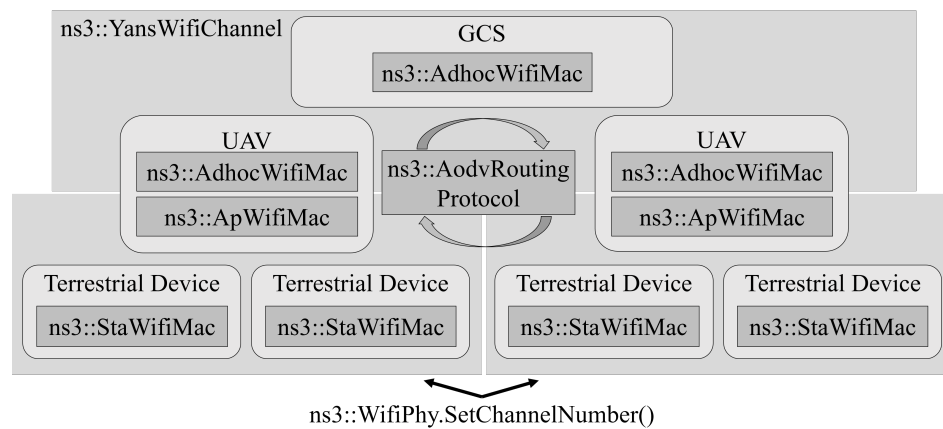 ns3::YansWifiChannel
GCS
ns3::AdhocWifiMac
UAV
ns3::AdhocWifiMac
ns3::ApWifiMac
ns3::AodvRouting
Protocol
UAV
ns3::AdhocWifiMac
ns3::ApWifiMac
Terrestrial Device
ns3::StaWifiMac
Terrestrial Device
ns3::StaWifiMac
Terrestrial Device
ns3::StaWifiMac
Terrestrial Device
ns3::StaWifiMac
ns3::WifiPhy.SetChannelNumber()